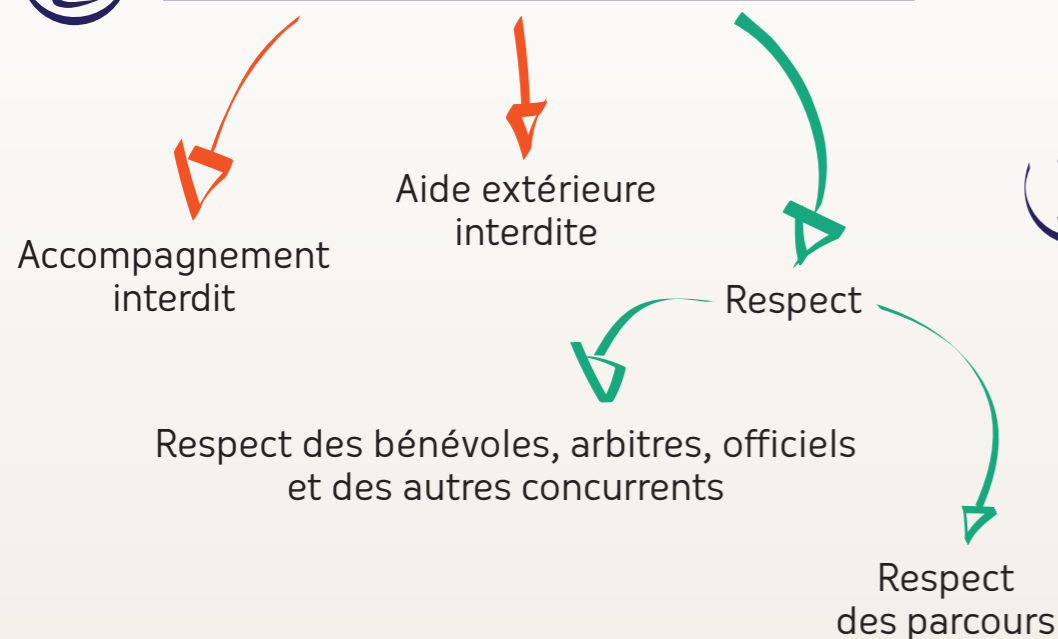 Aide extérieure
interdite
Accompagnement
interdit
Respect
Respect des bénévoles, arbitres, officiels
et des autres concurrents
Respect
des parcours